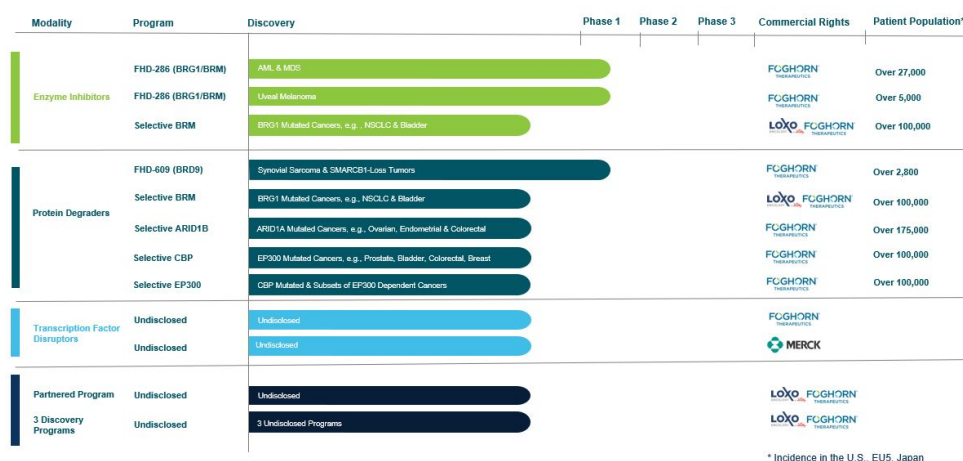 Modality Program Discovery Phase 1 Phase 2 Phase 3 Commercial Rights Patient Population*
Enzyme Inhibitors
FHD-286 (BRG1/BRM) AML & MDS FOGHORN THERAPEUTICS Over 27,000
FHD-286 (BRG1/BRM) Uveal Melanoma FOGHORN THERAPEUTICS Over 5,000
Selective BRM BRG1 Mutated Cancers, e.g. , NSCLC & Bladder LOXO FOGHORN THERAPEUTICS Over 100,000
Protein Degraders
FHD-609 (BRD9) Synovial Sarcoma & SMARCB1-Loss Tumors FOGHORN THERAPEUTICS Over 2,800
Selective BRM BRG1 Mutated Cancers, e.g., NSCLC & Bladder LOXO FOGHORN THERAPEUTICS Over 100,000
Selective ARID1B ARID1A Mutated Cancers, e.g., Ovarian, Endometrial & Colorectal FOGHORN THERAPEUTICS Over 175,000
Selective CBP EP300 Mutated Cancers, e.g., Prostate, Bladder, Colorectal, Breast FOGHORN THERAPEUTICS Over 100,000
Selective EP300 CBP Mutated & Subsets of EP300 Dependent Cancers FOGHORN THERAPEUTICS Over 100,000
Transcription Factor
Disruptors
Undisclosed Undisclosed FOGHORN THERAPEUTICS
Undisclosed Undisclosed MERCK
Partnered Program Undisclosed Undisclosed LOXO FOGHORN THERAPEUTICS
3 Discovery
Programs
Undisclosed 3 Undisclosed Programs LOXO FOGHORN THERAPEUTICS
* Incidence in the U.S., EU5, Japan